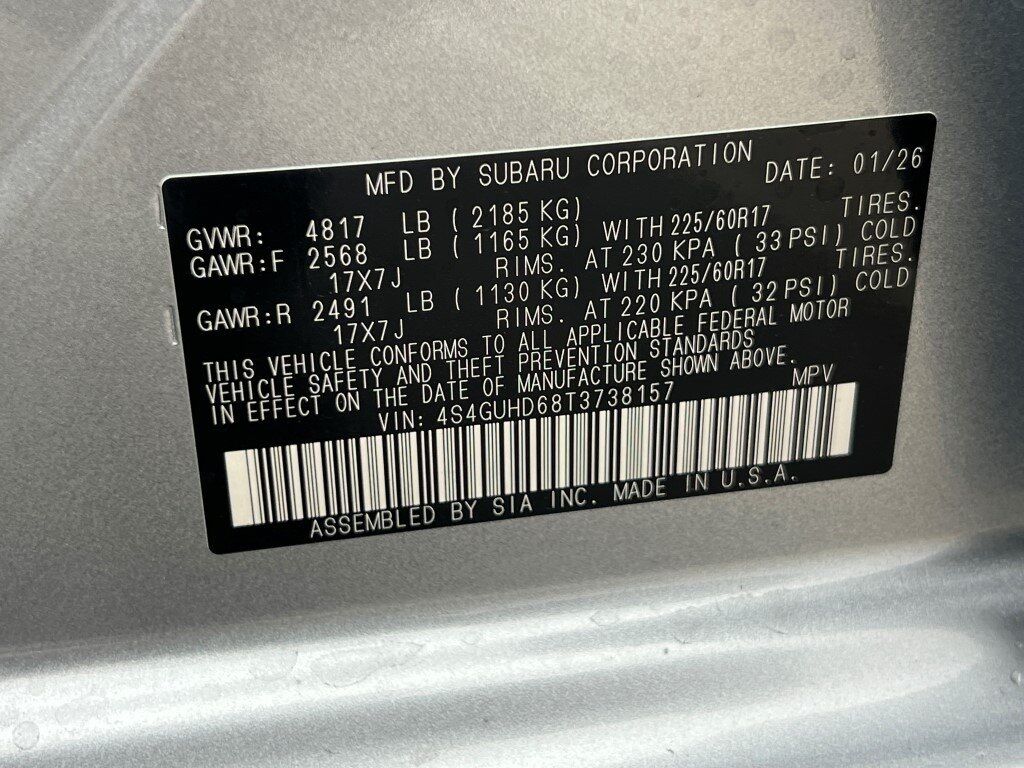 MFD BY SUBARU CORPORATION DATE: 01/26
GVWR: 4817 LB ( 2185 KG)
GAWR:F 2568 LB ( 1165 KG) WITH 225/60R17 TIRES.
17X7J RIMS. AT 230 KPA ( 33 PSI) COLD
GAWR:R 2491 LB ( 1130 KG) WITH 225/60R17 TIRES.
17X7J RIMS. AT 220 KPA ( 32 PSI) COLD
THIS VEHICLE CONFORMS TO ALL APPLICABLE FEDERAL MOTOR
VEHICLE SAFETY AND THEFT PREVENTION STANDARDS
IN EFFECT ON THE DATE OF MANUFACTURE SHOWN ABOVE.
VIN: 4S4GUHD68T3738157 MPV
ASSEMBLED BY SIA INC. MADE IN U.S.A.